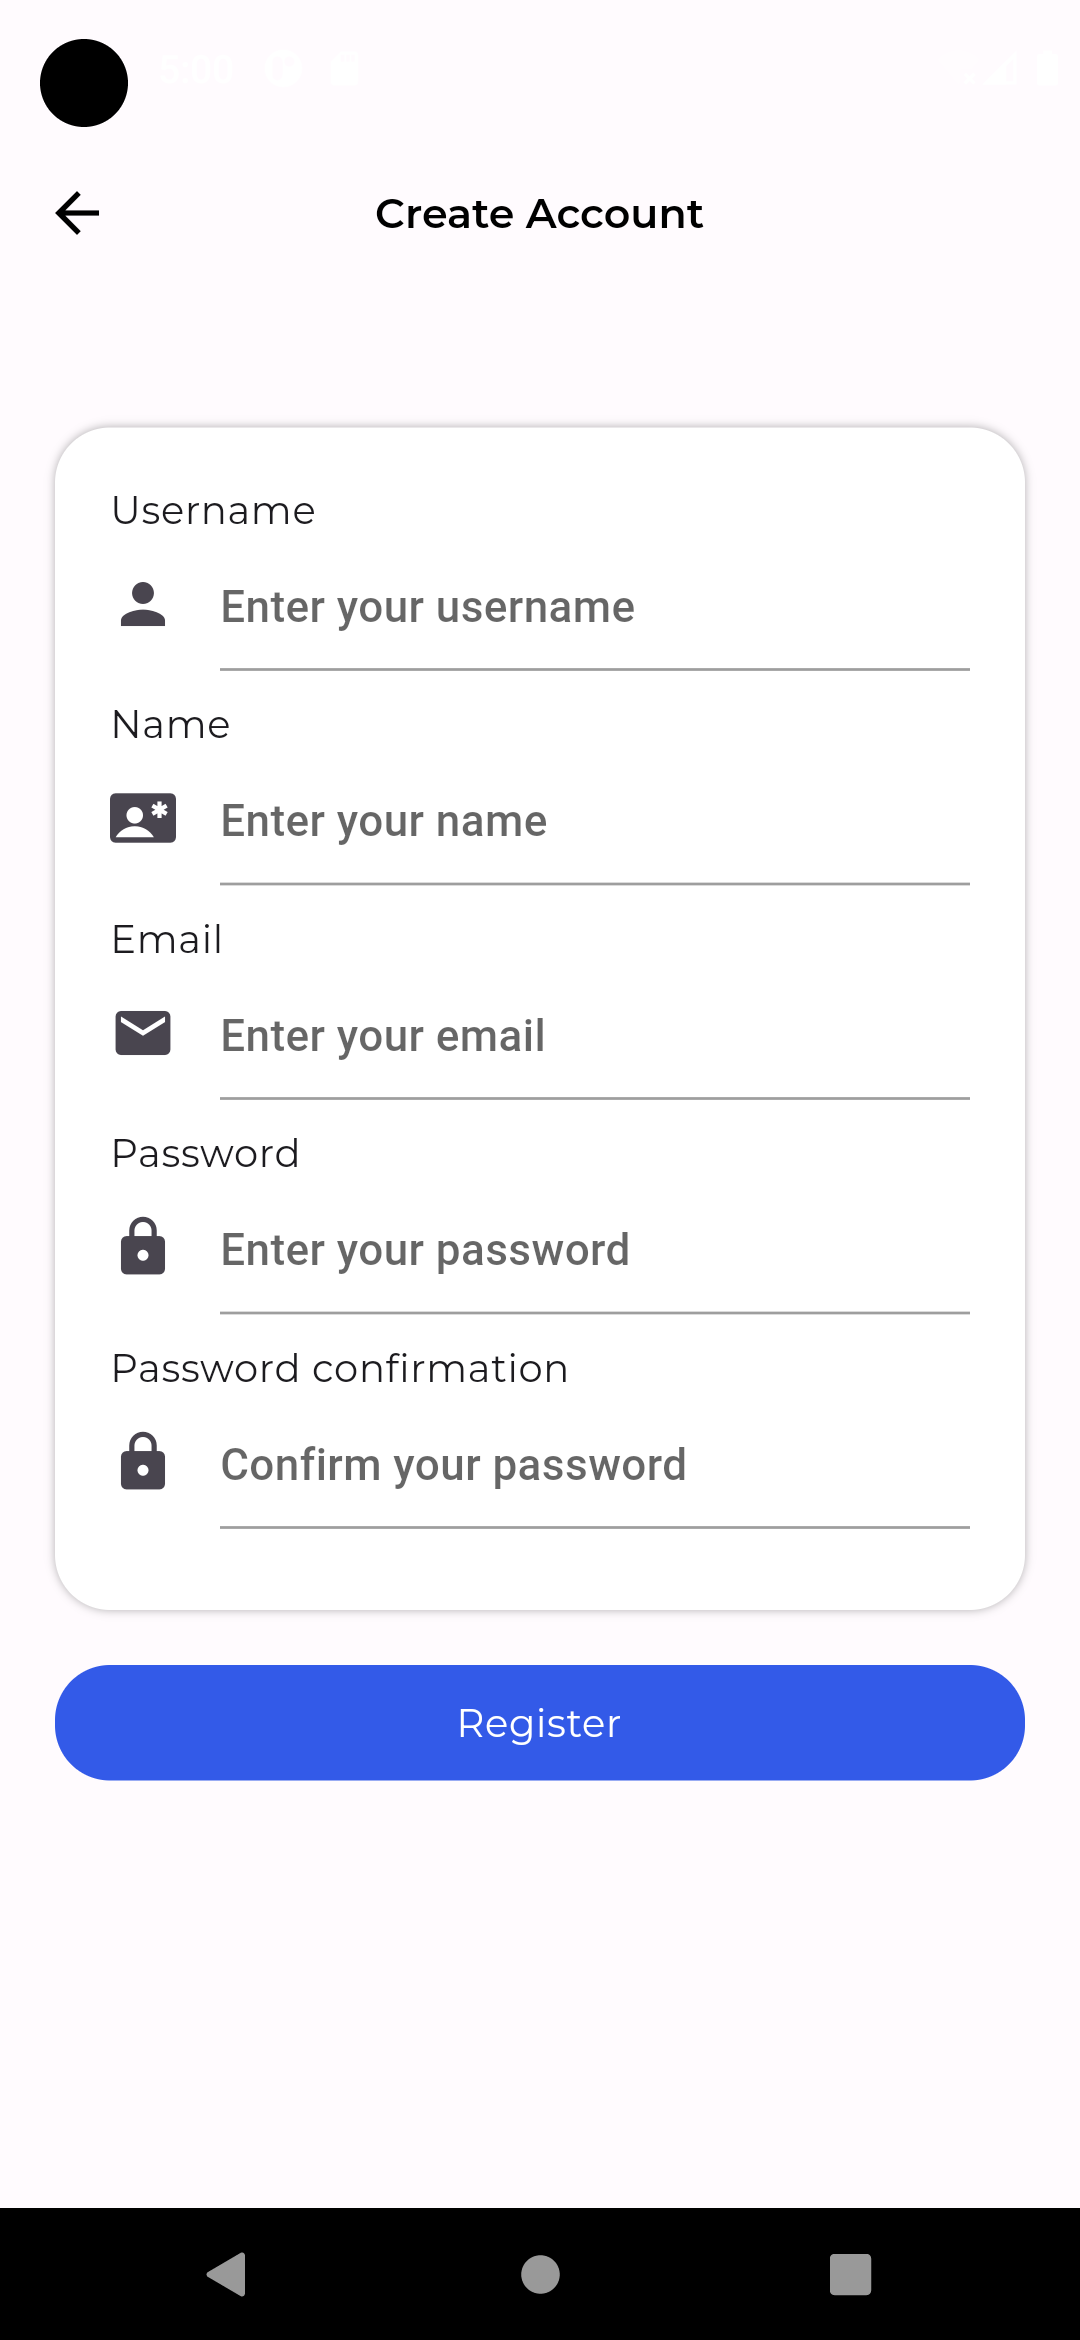 Create Account
Username
Enter your username
Name
Enter your name
Email
Enter your email
Password
Enter your password
Password confirmation
Confirm your password
Register